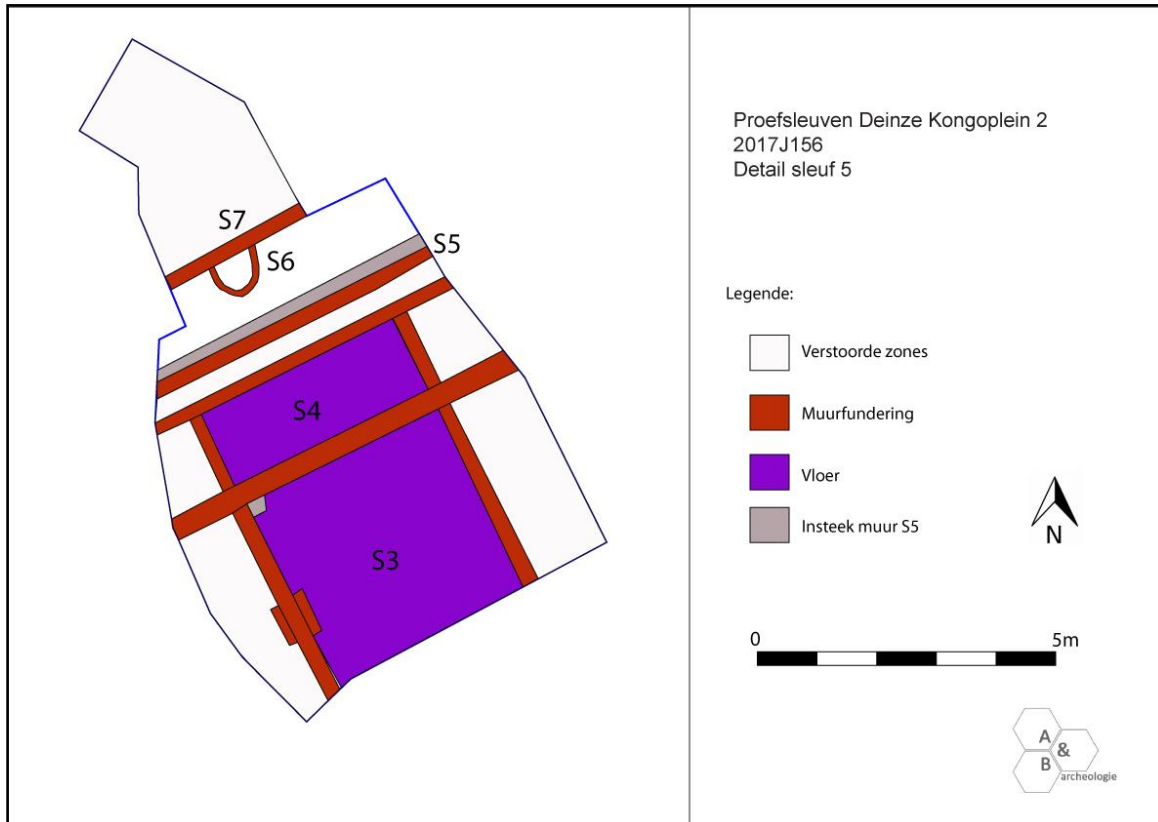 S7
S6
S5
S4
S3
Proefsleuven Deinze Kongoplein 2
2017J156
Detail sleuf 5
Legende:
Verstoorde zones
Muurfundering
Vloer
Insteek muur S5
N
0 5m
A
&
B
archeologie